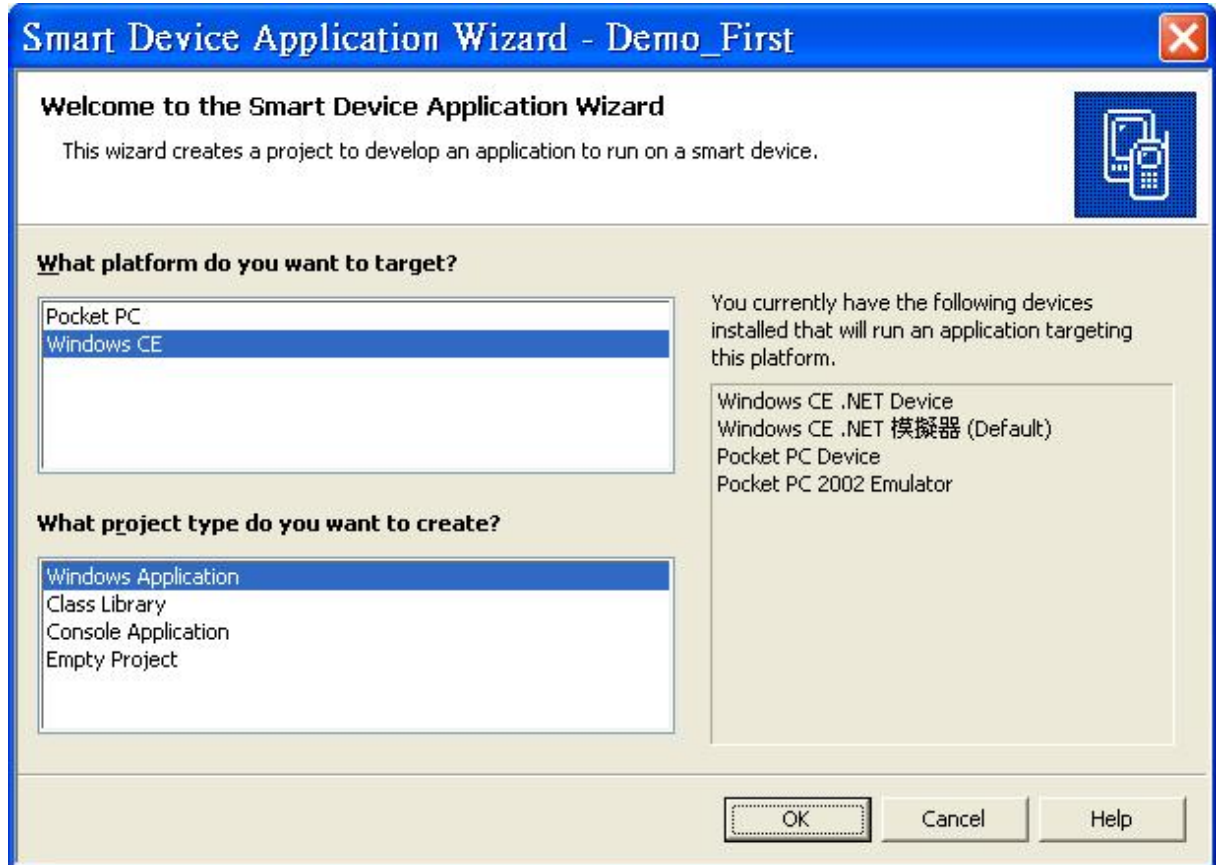 Smart Device Application Wizard - Demo_First
Welcome to the Smart Device Application Wizard
This wizard creates a project to develop an application to run on a smart device.
What platform do you want to target?
Pocket PC
Windows CE
You currently have the following devices
installed that will run an application targeting
this platform.
Windows CE .NET Device
Windows CE .NET 模擬器 (Default)
Pocket PC Device
Pocket PC 2002 Emulator
What project type do you want to create?
Windows Application
Class Library
Console Application
Empty Project
OK
Cancel
Help